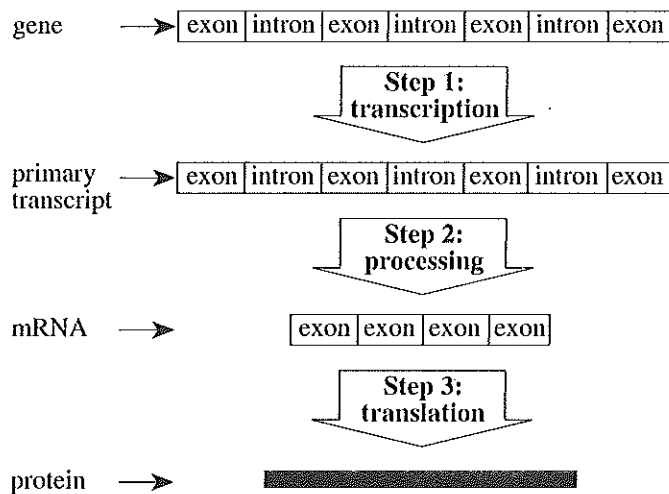 gene
exon intron exon intron exon intron exon
Step 1:
transcription
primary
transcript
exon intron exon intron exon intron exon
Step 2:
processing
mRNA
exon exon exon exon
Step 3:
translation
protein